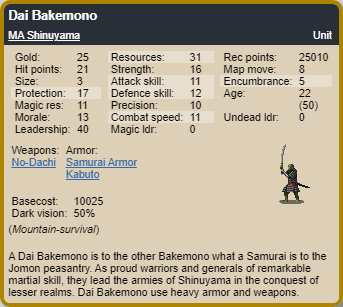 Dai Bakemono
MA Shinuyama Unit
Gold: 25 Resources: 31 Rec points: 25010
Hit points: 21 Strength: 16 Map move: 8
Size: 3 Attack skill: 11 Encumbrance: 5
Protection: 17 Defence skill: 12 Age: 22
Magic res: 11 Precision: 10 (50)
Morale: 13 Combat speed: 11 Undead ldr: 0
Leadership: 40 Magic ldr: 0
Weapons: Armor:
No-Dachi Samurai Armor
Kabuto
Basecost: 10025
Dark vision: 50%
(Mountain-survival)
A Dai Bakemono is to the other Bakemono what a Samurai is to the
Jomon peasantry. As proud warriors and generals of remarkable
martial skill, they lead the armies of Shinuyama in the conquest of
lesser realms. Dai Bakemono use heavy armor and weapons.